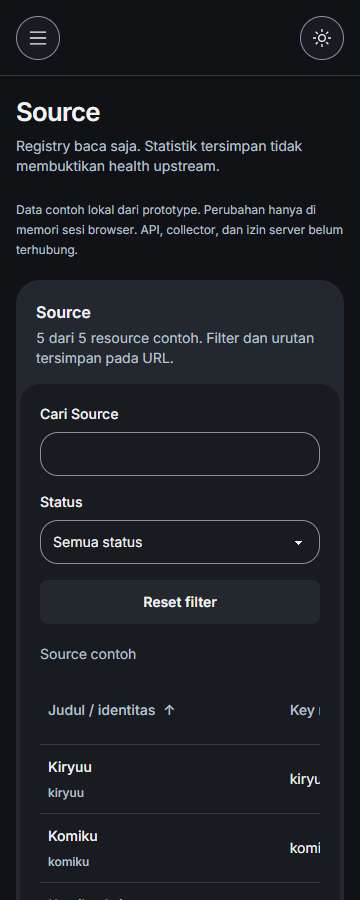 Source
Registry baca saja. Statistik tersimpan tidak
membuktikan health upstream.
Data contoh lokal dari prototype. Perubahan hanya di
memori sesi browser. API, collector, dan izin server belum
terhubung.
Source
5 dari 5 resource contoh. Filter dan urutan
tersimpan pada URL.
Cari Source
Status
Semua status
Reset filter
Source contoh
Judul / identitas ↑ Key
Kiryuu
kiryuu
Komiku
komiku